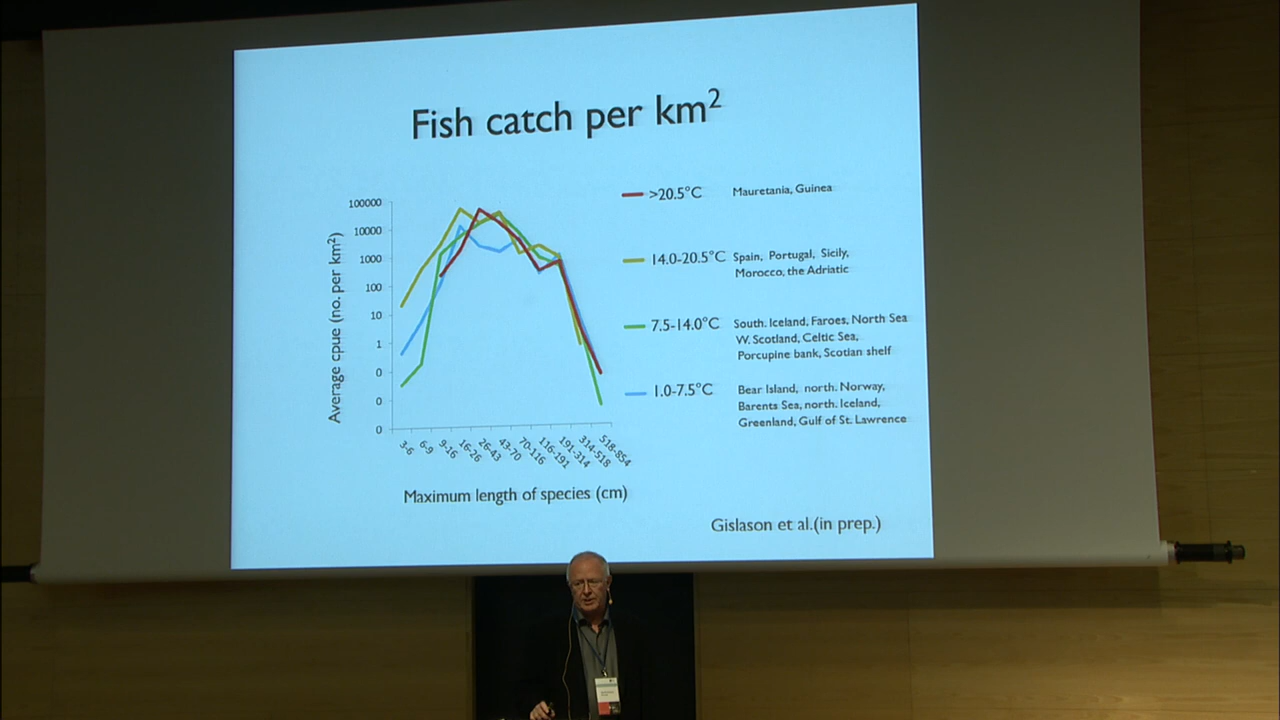 Fish catch per km²
Average cpue (no. per km²)
100000
10000
1000
100
10
1
0
0
0
3-6
6-9
9-16
16-26
26-43
43-70
70-116
116-191
191-314
314-518
518-854
Maximum length of species (cm)
>20.5°C
Mauretania, Guinea
14.0-20.5°C
Spain, Portugal, Sicily,
Morocco, the Adriatic
7.5-14.0°C
South. Iceland, Faroes, North Sea
W. Scotland, Celtic Sea,
Porcupine bank, Scotian shelf
1.0-7.5°C
Bear Island, north. Norway,
Barents Sea, north. Iceland,
Greenland, Gulf of St. Lawrence
Gislason et al.(in prep.)